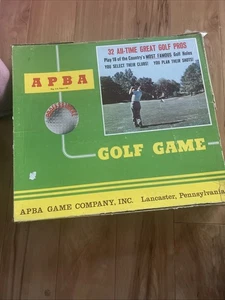 32 ALL-TIME GREAT GOLF PROS
Play 18 of the Country's MOST FAMOUS Golf Holes
YOU SELECT THEIR CLUBS! YOU PLAN THEIR SHOTS!
APBA
GOLF GAME
APBA GAME COMPANY, INC. Lancaster, Pennsylvania